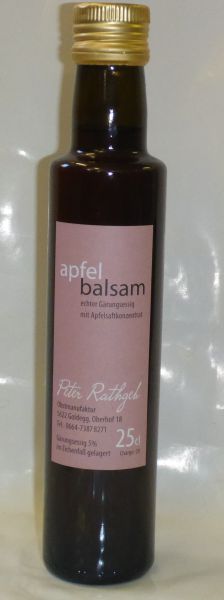 apfel
balsam
echter Gärungsessig
mit Apfelsaftkonzentrat
Peter Rathgeb
Obstmanufaktur
5622 Goldegg, Oberhof 18
Tel. 0664-73878271
Gärungsessig 5%
im Eichenfaß gelagert
25cl